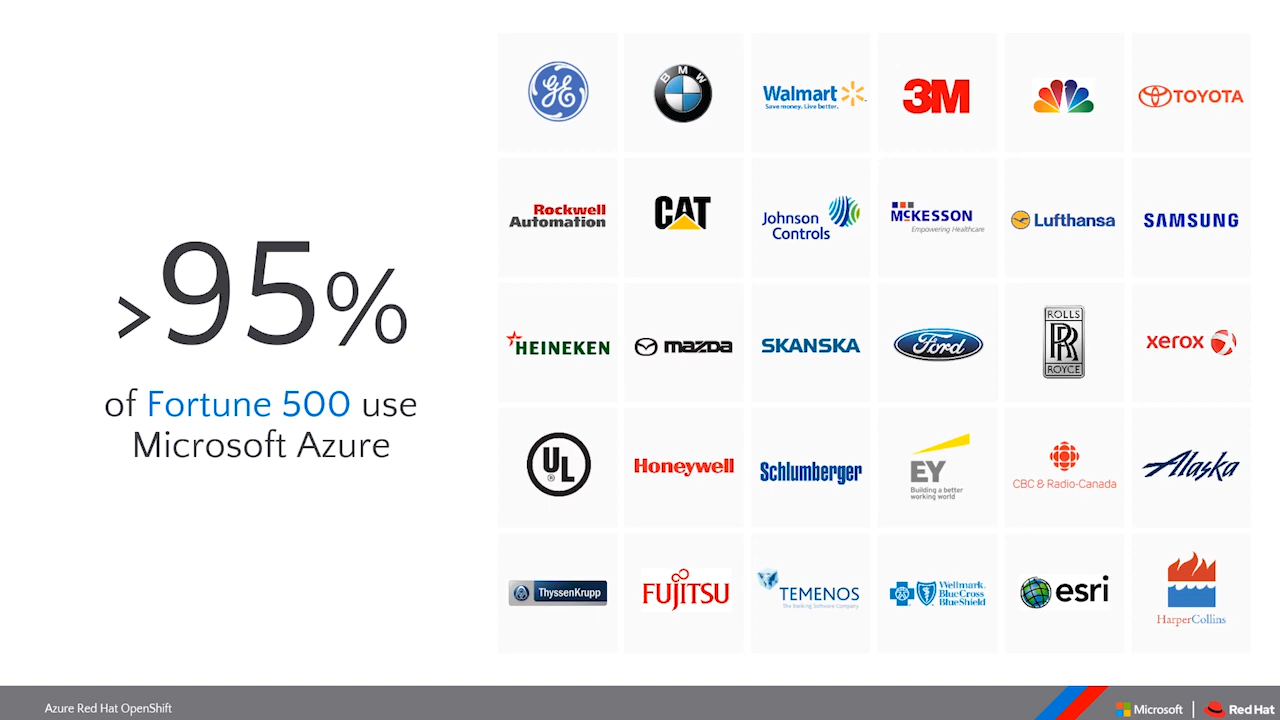 >95%
of Fortune 500 use
Microsoft Azure
GE
BMW
Walmart
Save money. Live better.
3M
TOYOTA
Rockwell
Automation
CAT
Johnson
Controls
McKESSON
Empowering Healthcare
Lufthansa
SAMSUNG
HEINEKEN
mazda
SKANSKA
Ford
ROLLS
RR
ROYCE
xerox
UL
®
Honeywell
Schlumberger
EY
Building a better
working world
CBC & Radio-Canada
Alaska
ThyssenKrupp
FUJITSU
TEMENOS
The Banking Software Company
Wellmark.
BlueCross
BlueShield
esri
HarperCollins
Azure Red Hat OpenShift
Microsoft
Red Hat